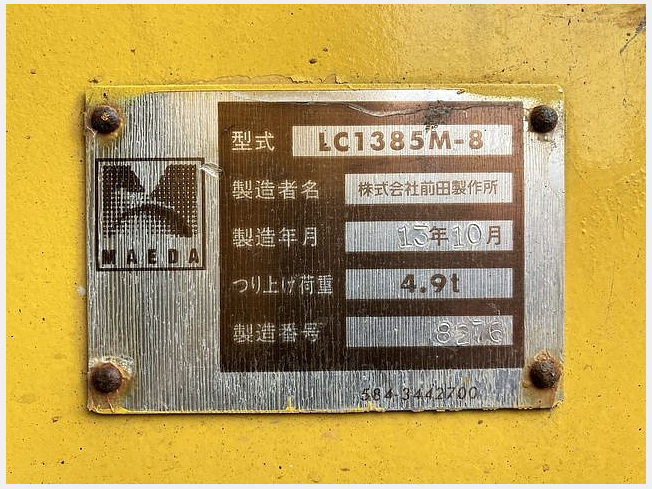 型式 LC1385M-8
製造者名 株式会社前田製作所
製造年月 13年10月
つり上げ荷重 4.9t
製造番号 8276
MAEDA
584-3442700